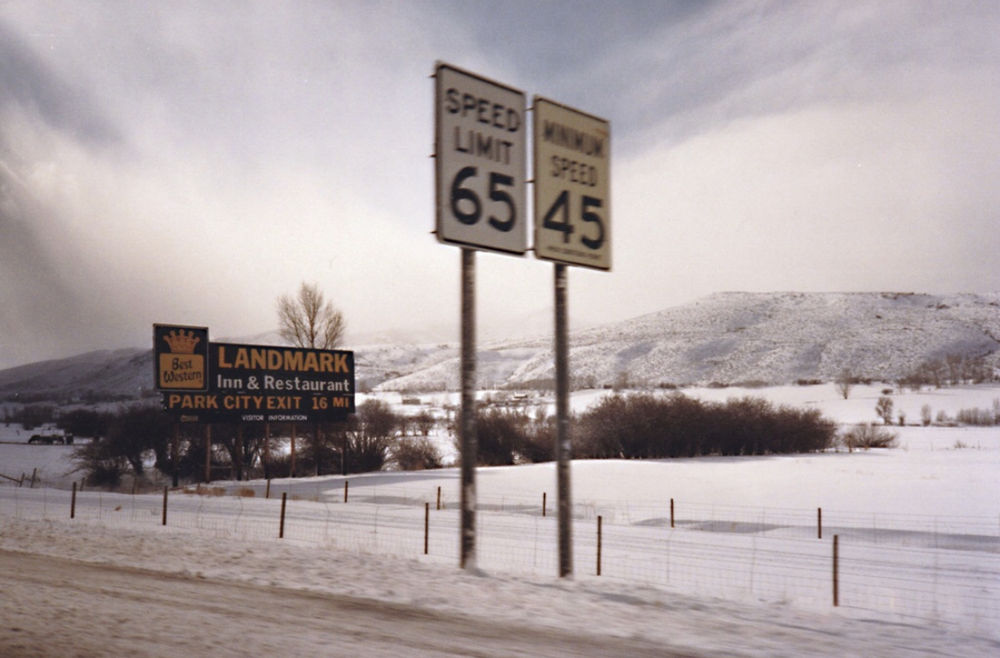 SPEED
LIMIT
65
MINIMUM
SPEED
45
Best
Western
LANDMARK
Inn & Restaurant
PARK CITY EXIT 16 MI
VISITOR INFORMATION